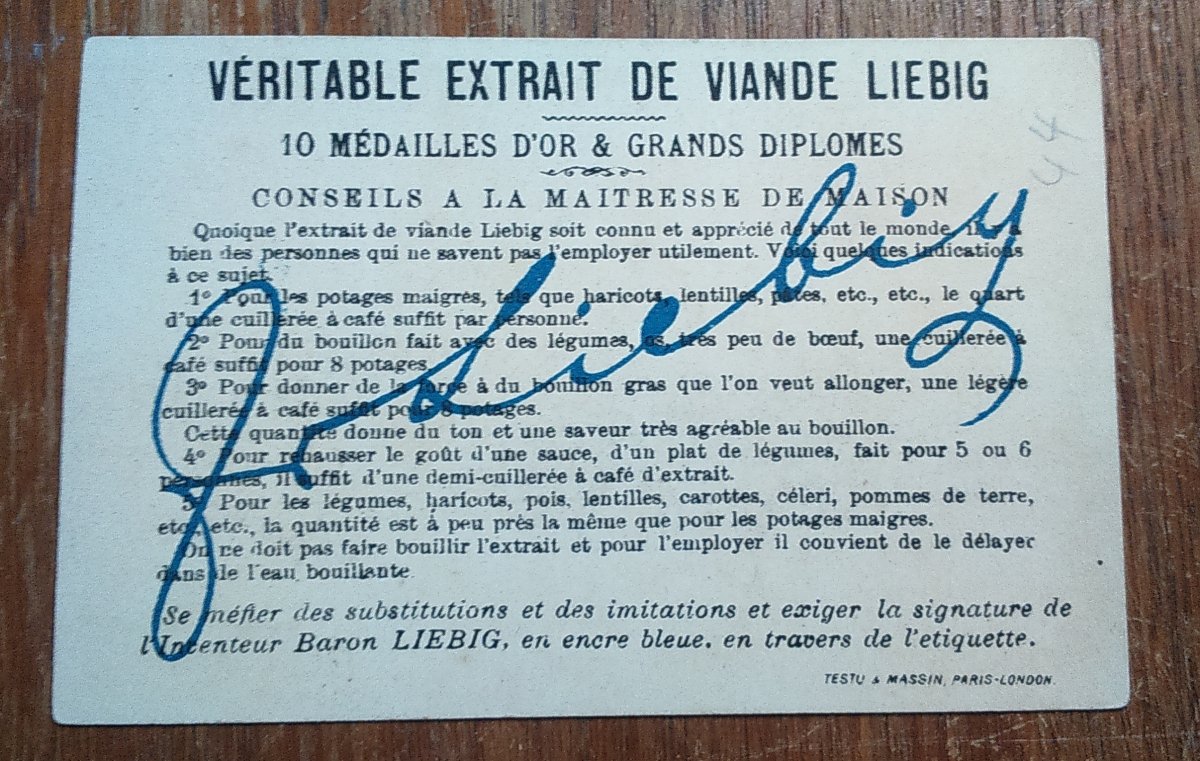 VÉRITABLE EXTRAIT DE VIANDE LIEBIG
10 MÉDAILLES D'OR & GRANDS DIPLOMES
44
CONSEILS A LA MAITRESSE DE MAISON
Quoique l'extrait de viande Liebig soit connu et apprécié de tout le monde, il y a
bien des personnes qui ne savent pas l'employer utilement. Voici quelques indications
à ce sujet.
1º Pour les potages maigres, tels que haricots, lentilles, pâtes, etc., etc., le quart
d'une cuillerée à café suffit par personne.
2º Pour du bouillon fait avec des légumes, os, très peu de bœuf, une cuillerée à
café suffit pour 8 potages.
3º Pour donner de la force à du bouillon gras que l'on veut allonger, une légère
cuillerée à café suffit pour 8 potages.
Cette quantité donne du ton et une saveur très agréable au bouillon.
4º Pour rehausser le goût d'une sauce, d'un plat de légumes, fait pour 5 ou 6
personnes, il suffit d'une demi-cuillerée à café d'extrait.
5º Pour les légumes, haricots, pois, lentilles, carottes, céleri, pommes de terre,
etc., etc., la quantité est à peu près la même que pour les potages maigres.
On ne doit pas faire bouillir l'extrait et pour l'employer il convient de le délayer
dans de l'eau bouillante
Se méfier des substitutions et des imitations et exiger la signature de
l'Inventeur Baron LIEBIG, en encre bleue, en travers de l'etiquette.
TESTU & MASSIN, PARIS-LONDON.
J Liebig